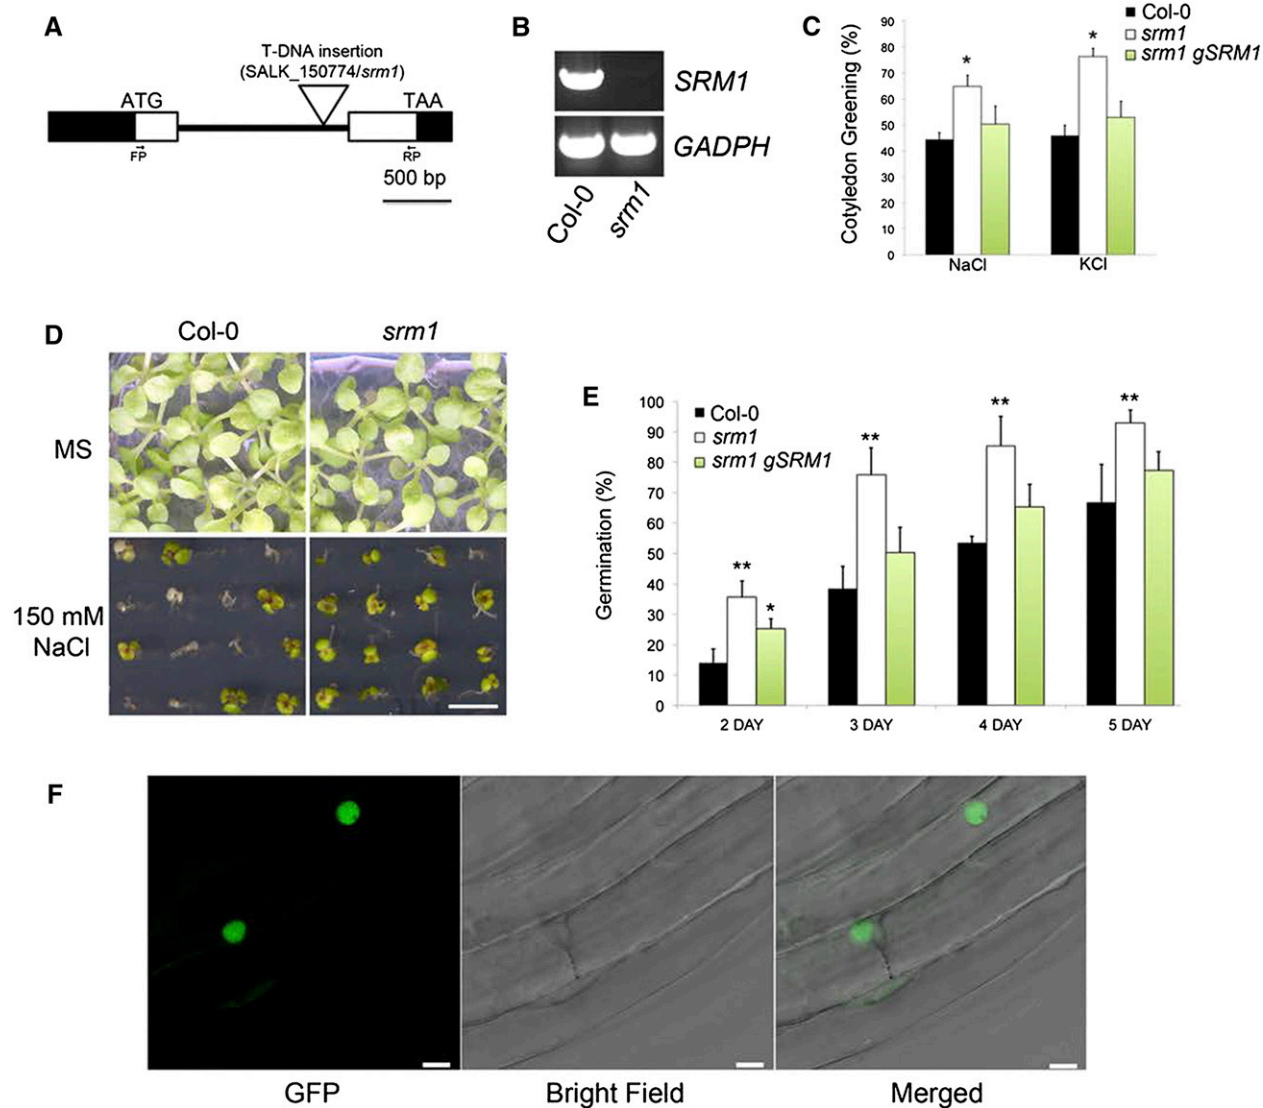 A
T-DNA insertion
(SALK_150774/srm1)
ATG
TAA
FP
RP
500 bp
B
SRM1
GADPH
Col-0
srm1
C
Cotyledon Greening (%)
90
80
70
60
50
40
30
20
10
0
NaCl
KCl
*
*
Col-0
srm1
srm1 gSRM1
D
Col-0
srm1
MS
150 mM
NaCl
E
Germination (%)
100
90
80
70
60
50
40
30
20
10
0
Col-0
srm1
srm1 gSRM1
**
*
**
**
**
2 DAY
3 DAY
4 DAY
5 DAY
F
GFP
Bright Field
Merged